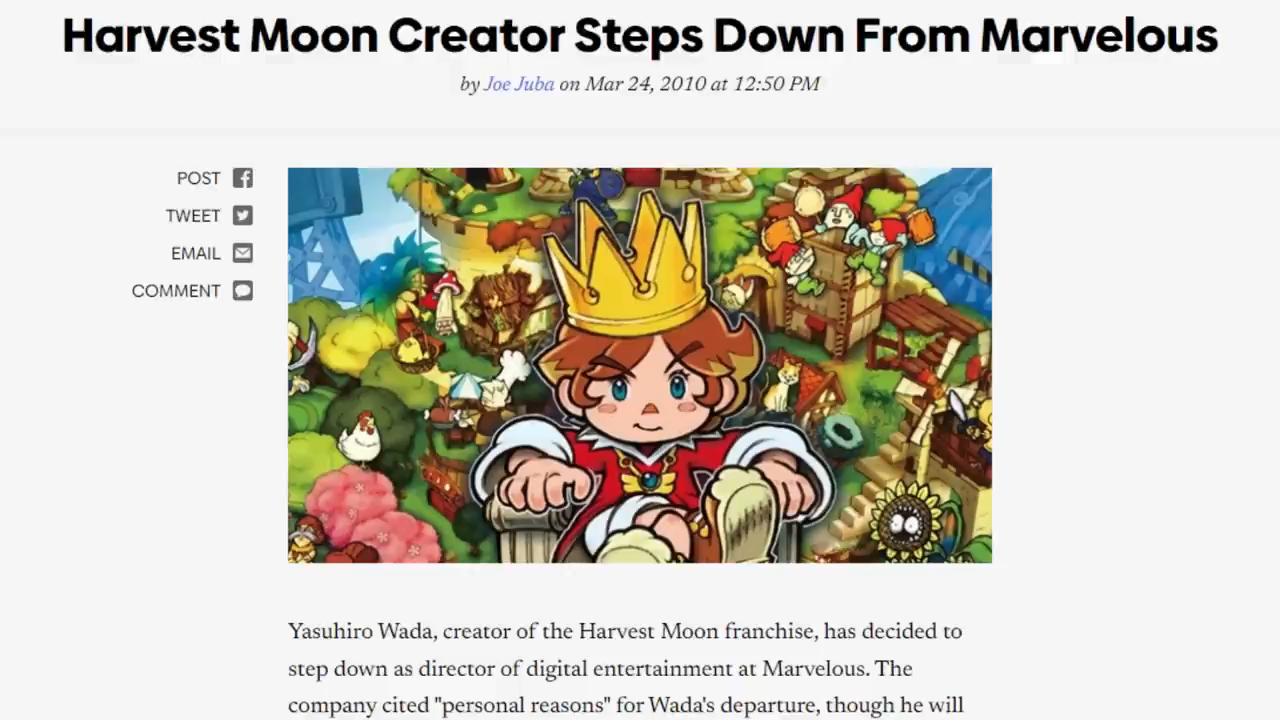 Harvest Moon Creator Steps Down From Marvelous
by Joe Juba on Mar 24, 2010 at 12:50 PM
POST
TWEET
EMAIL
COMMENT
Yasuhiro Wada, creator of the Harvest Moon franchise, has decided to
step down as director of digital entertainment at Marvelous. The
company cited "personal reasons" for Wada's departure, though he will